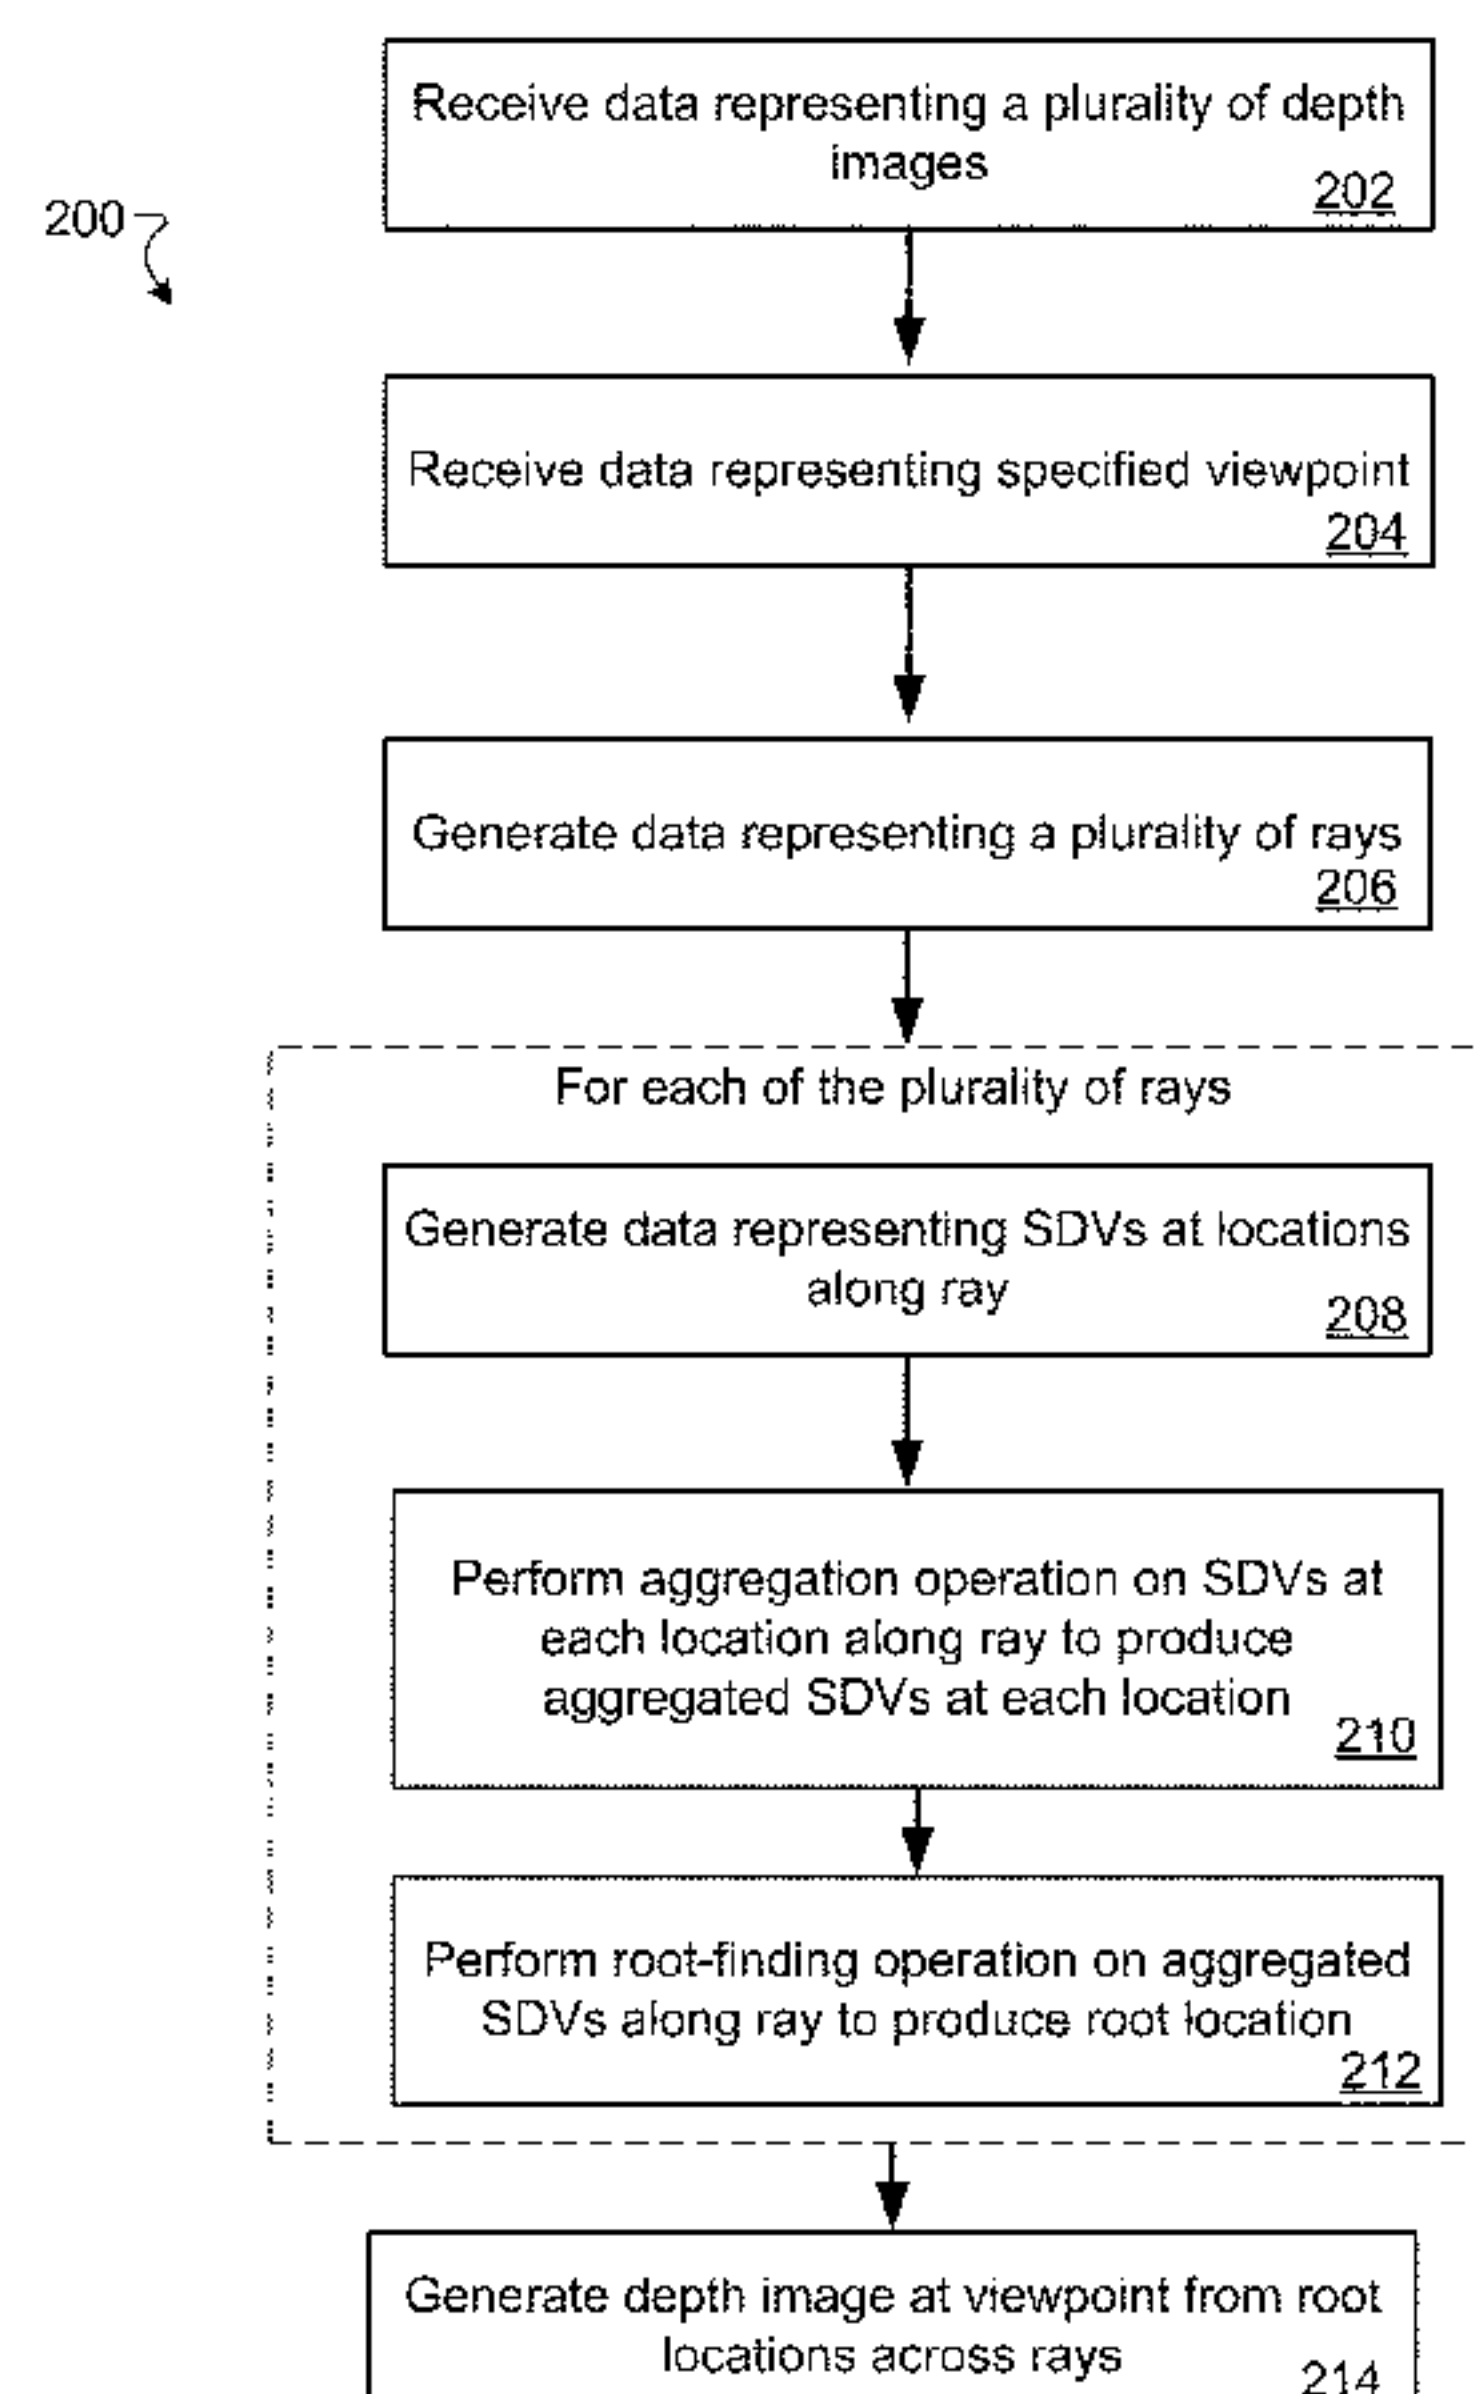 Receive data representing a plurality of depth
images
202
200
Receive data representing specified viewpoint
204
Generate data representing a plurality of rays
206
For each of the plurality of rays
Generate data representing SDVs at locations
along ray
208
Perform aggregation operation on SDVs at
each location along ray to produce
aggregated SDVs at each location
210
Perform root-finding operation on aggregated
SDVs along ray to produce root location
212
Generate depth image at viewpoint from root
locations across rays
214